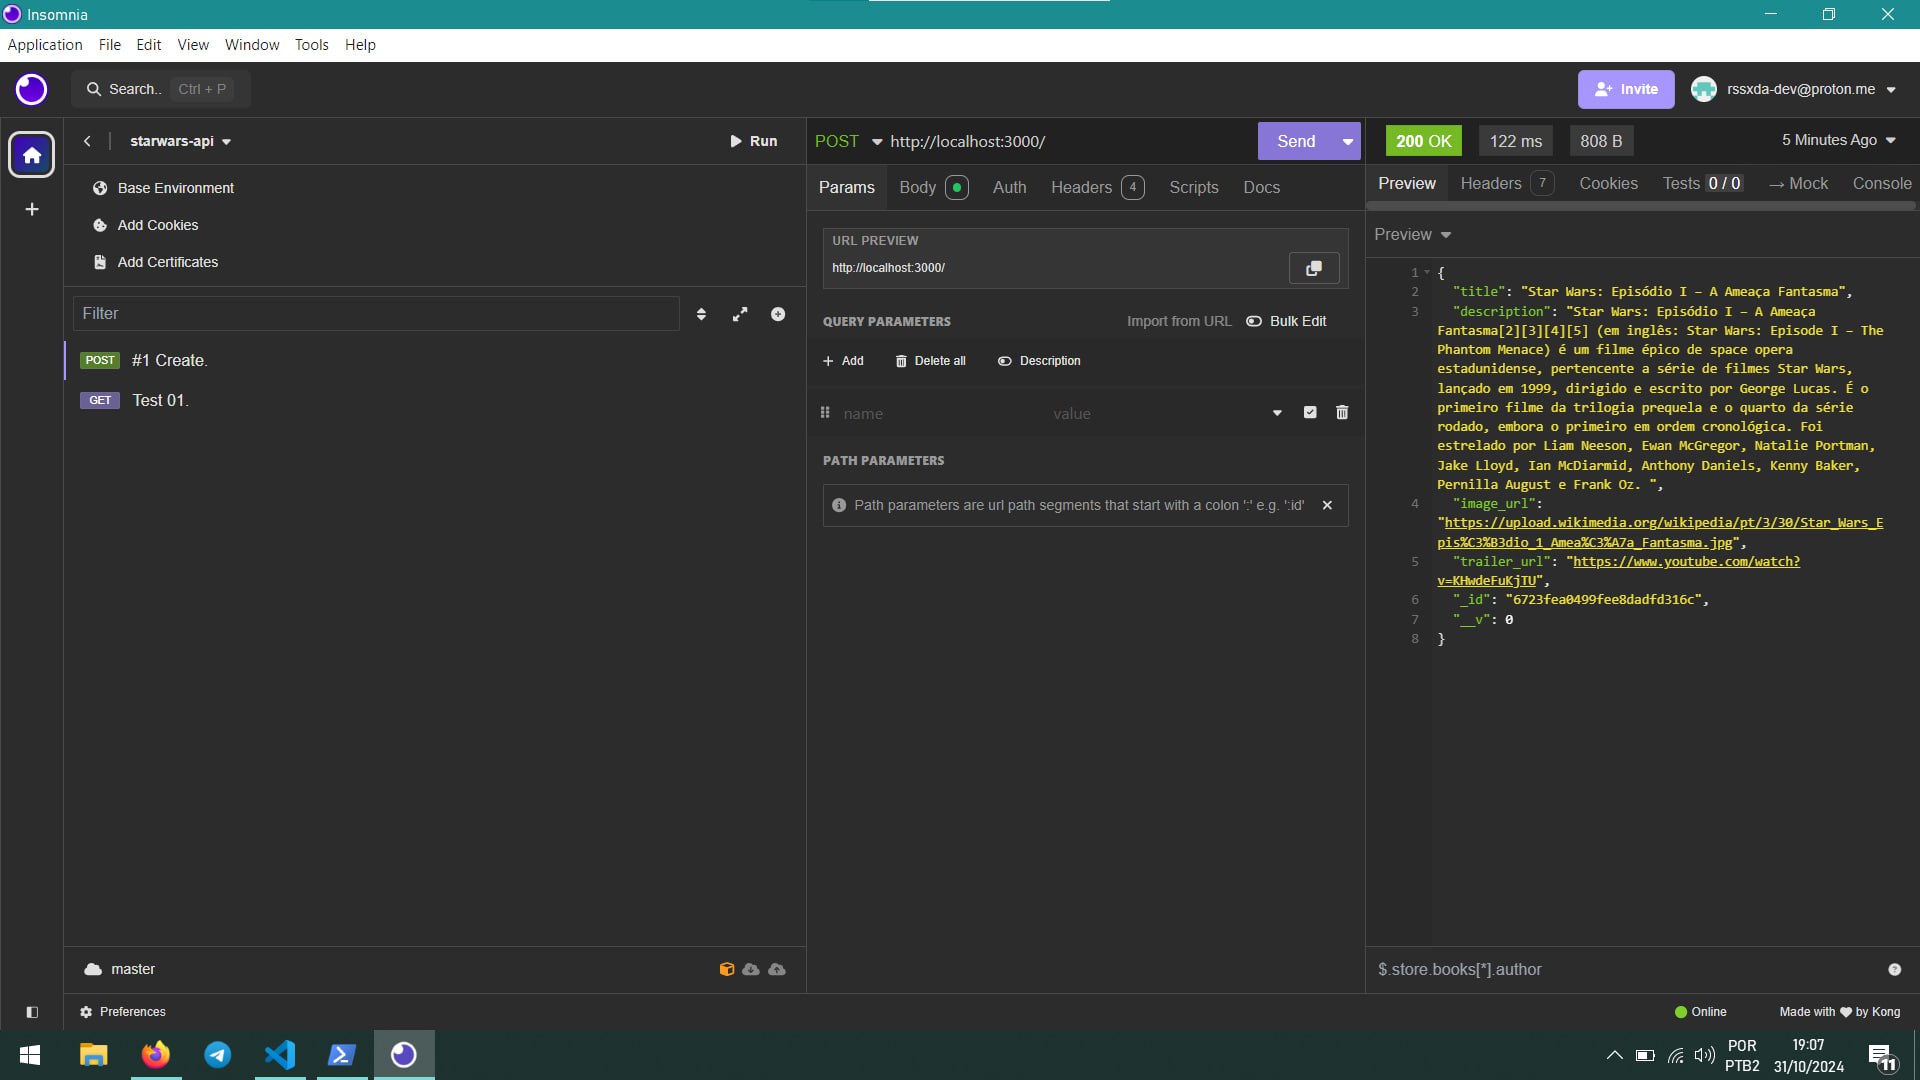 Insomnia
Application File Edit View Window Tools Help
Search.. Ctrl + P
Invite
rssxda-dev@proton.me
starwars-api
Run
Base Environment
Add Cookies
Add Certificates
Filter
POST #1 Create.
GET Test 01.
master
Preferences
POST http://localhost:3000/ Send
Params Body Auth Headers 4 Scripts Docs
URL PREVIEW
http://localhost:3000/
QUERY PARAMETERS Import from URL Bulk Edit
Add Delete all Description
name value
PATH PARAMETERS
Path parameters are url path segments that start with a colon ':' e.g. ':id'
200 OK 122 ms 808 B 5 Minutes Ago
Preview Headers 7 Cookies Tests 0 / 0 → Mock Console
Preview
1 {
2 "title": "Star Wars: Episódio I – A Ameaça Fantasma",
3 "description": "Star Wars: Episódio I – A Ameaça
Fantasma[2][3][4][5] (em inglês: Star Wars: Episode I – The
Phantom Menace) é um filme épico de space opera
estadunidense, pertencente a série de filmes Star Wars,
lançado em 1999, dirigido e escrito por George Lucas. É o
primeiro filme da trilogia prequela e o quarto da série
rodado, embora o primeiro em ordem cronológica. Foi
estrelado por Liam Neeson, Ewan McGregor, Natalie Portman,
Jake Lloyd, Ian McDiarmid, Anthony Daniels, Kenny Baker,
Pernilla August e Frank Oz. ",
4 "image_url":
"https://upload.wikimedia.org/wikipedia/pt/3/30/Star_Wars_E
pis%C3%B3dio_1_Amea%C3%A7a_Fantasma.jpg",
5 "trailer_url": "https://www.youtube.com/watch?
v=KHwdeFuKjTU",
6 "_id": "6723fea0499fee8dadfd316c",
7 "__v": 0
8 }
$.store.books[*].author
Online
Made with ❤ by Kong
POR
PTB2
19:07
31/10/2024
11